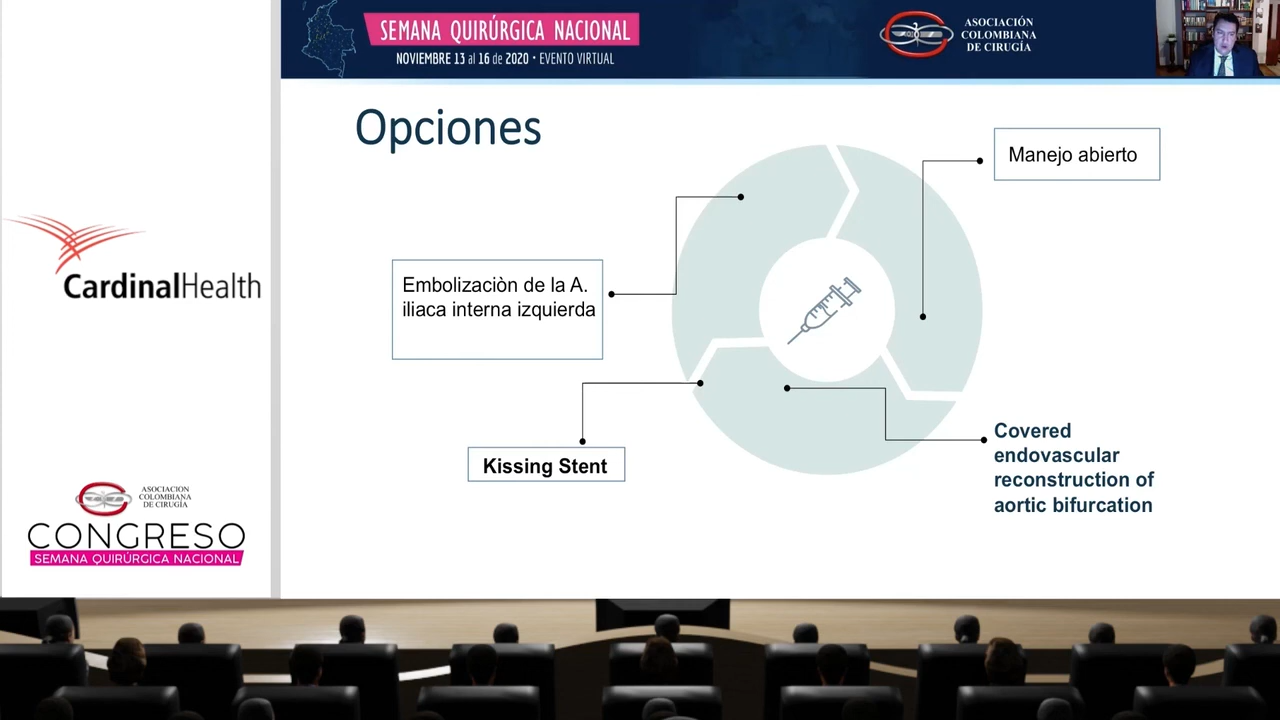 SEMANA QUIRÚRGICA NACIONAL
NOVIEMBRE 13 al 16 de 2020 • EVENTO VIRTUAL
ASOCIACIÓN
COLOMBIANA
DE CIRUGÍA
Opciones
Manejo abierto
Embolizaciòn de la A.
iliaca interna izquierda
Kissing Stent
Covered
endovascular
reconstruction of
aortic bifurcation
CardinalHealth
ASOCIACIÓN
COLOMBIANA
DE CIRUGÍA
CONGRESO
SEMANA QUIRÚRGICA NACIONAL